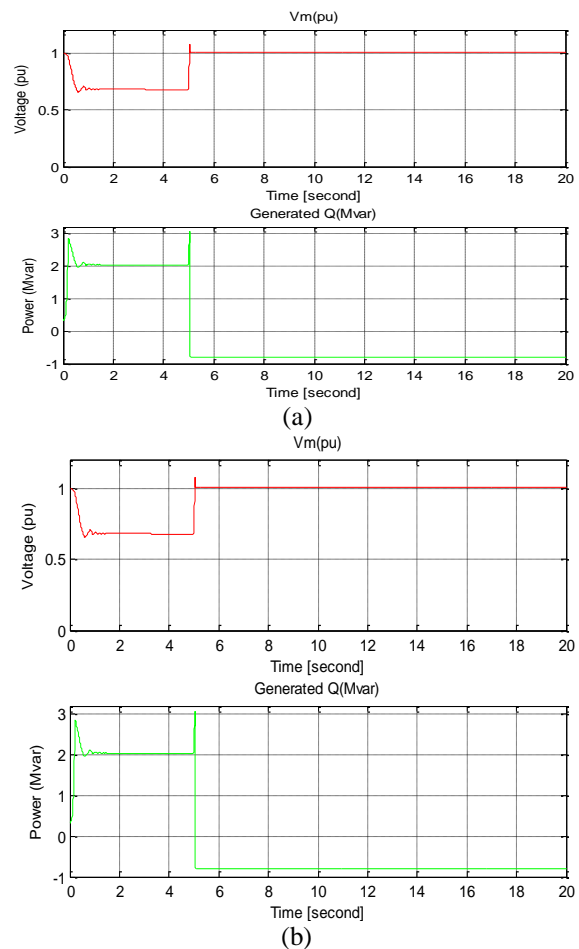 Vm(pu)
Voltage (pu)
1
0.5
0
0 2 4 6 8 10 12 14 16 18 20
Time [second]
Generated Q(Mvar)
Power (Mvar)
3
2
1
0
-1
0 2 4 6 8 10 12 14 16 18 20
Time [second]
(a)
Vm(pu)
Voltage (pu)
1
0.5
0
0 2 4 6 8 10 12 14 16 18 20
Time [second]
Generated Q(Mvar)
Power (Mvar)
3
2
1
0
-1
0 2 4 6 8 10 12 14 16 18 20
Time [second]
(b)